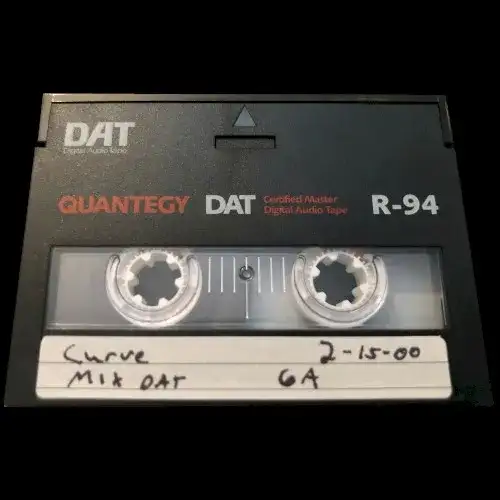 DAT
Digital Audio Tape
QUANTEGY DAT Certified Master Digital Audio Tape R-94
Curve 2-15-00
MIX DAT 6A